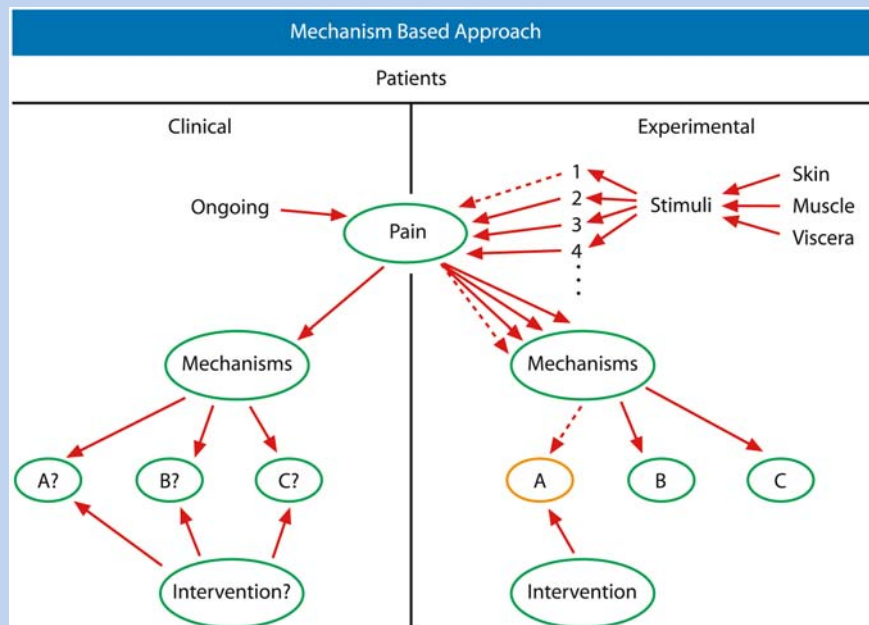 Mechanism Based Approach
Patients
Clinical
Experimental
Ongoing
Pain
1
2
3
4
Stimuli
Skin
Muscle
Viscera
Mechanisms
Mechanisms
A?
B?
C?
A
B
C
Intervention?
Intervention